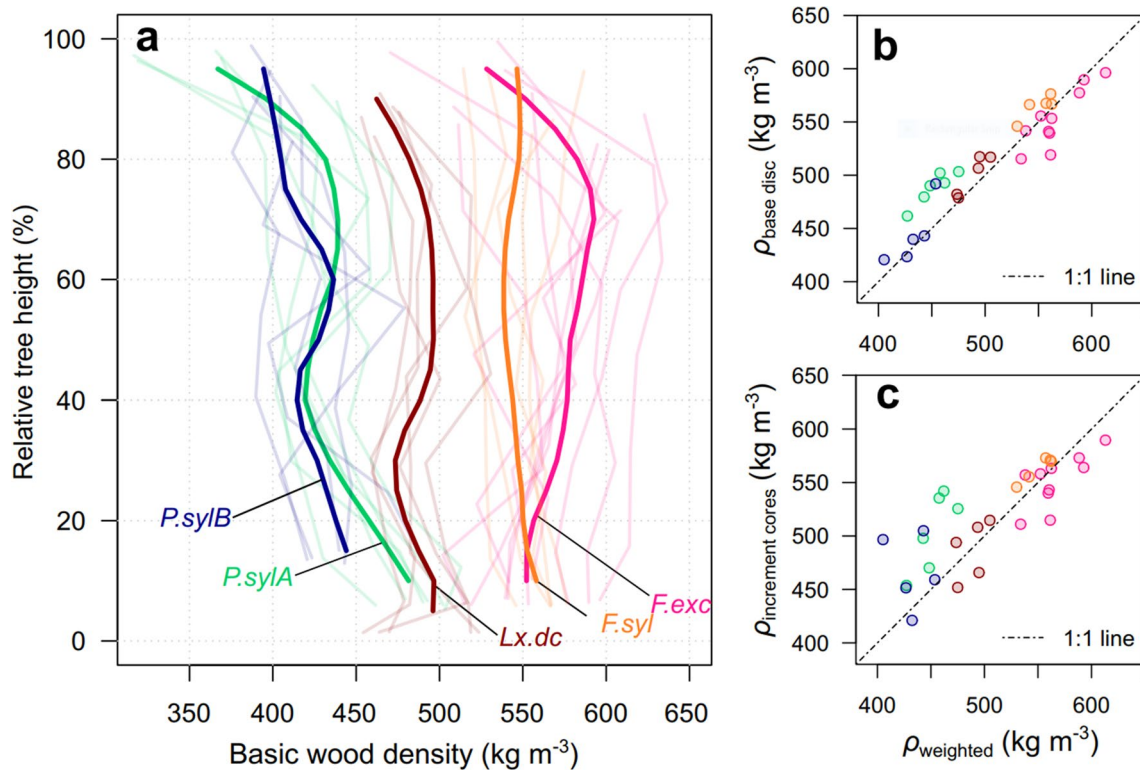 a
Relative tree height (%)
100
80
60
40
20
0
P.sylB
P.sylA
Lx.dc
F.syl
F.exc
350 400 450 500 550 600 650
Basic wood density (kg m⁻³)
b
ρbase disc (kg m⁻³)
650
600
550
500
450
400
1:1 line
400 500 600
c
ρincrement cores (kg m⁻³)
650
600
550
500
450
400
1:1 line
400 500 600
ρweighted (kg m⁻³)